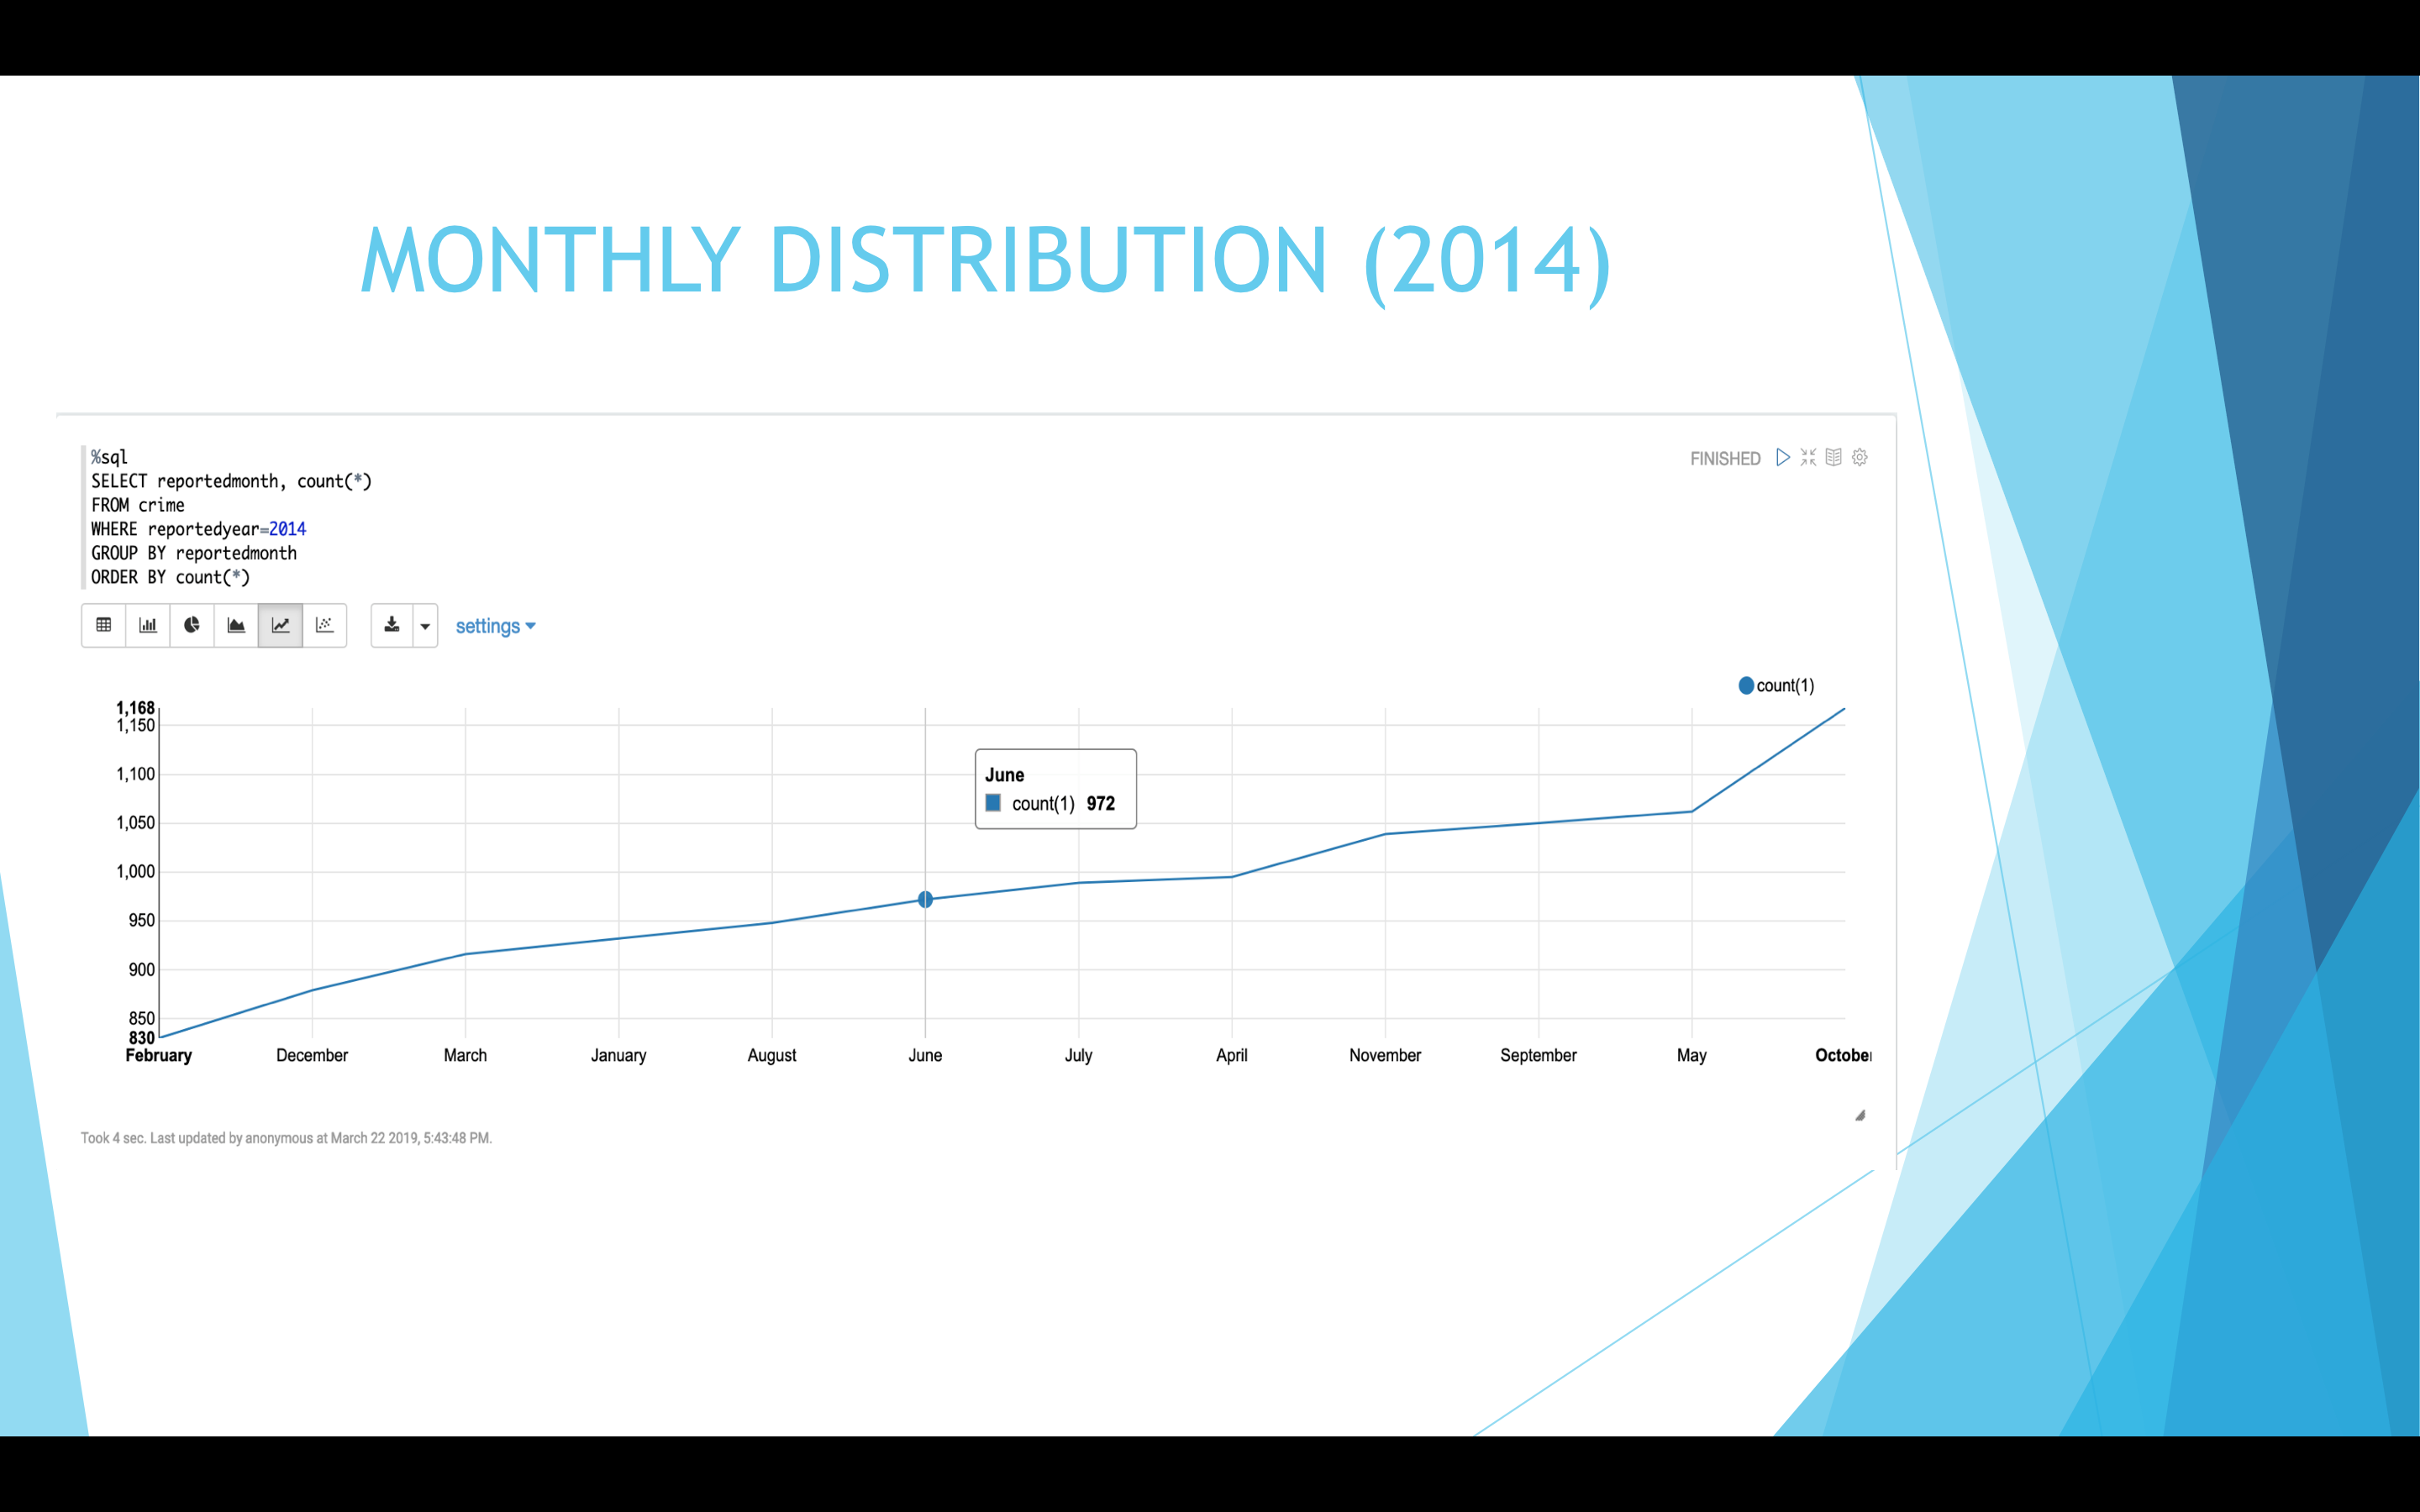 MONTHLY DISTRIBUTION (2014)
%sql
SELECT reportedmonth, count(*)
FROM crime
WHERE reportedyear=2014
GROUP BY reportedmonth
ORDER BY count(*)
FINISHED
settings
count(1)
1,168
1,150
1,100
1,050
1,000
950
900
850
830
June
count(1) 972
February December March January August June July April November September May October
Took 4 sec. Last updated by anonymous at March 22 2019, 5:43:48 PM.